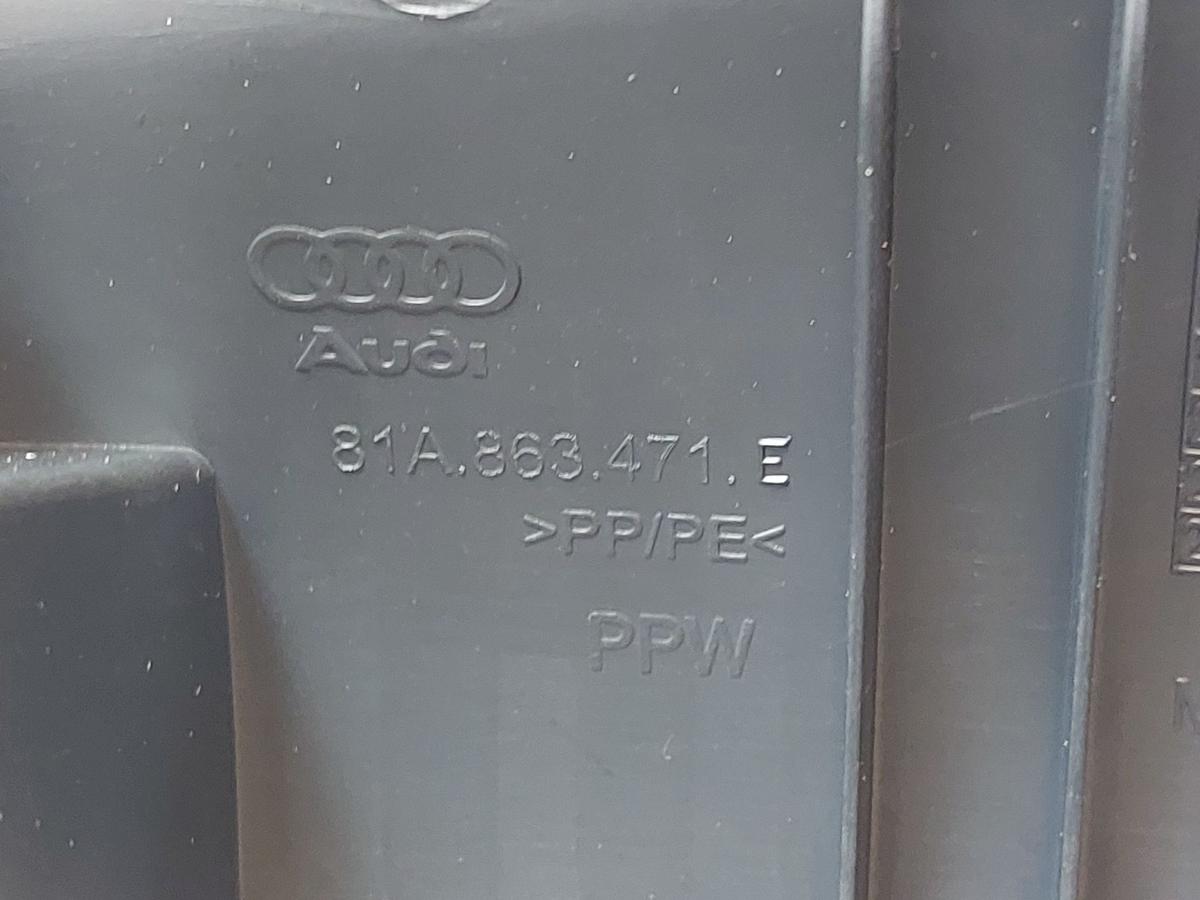 Audi
81A.863.471.E
>PP/PE<
PPW